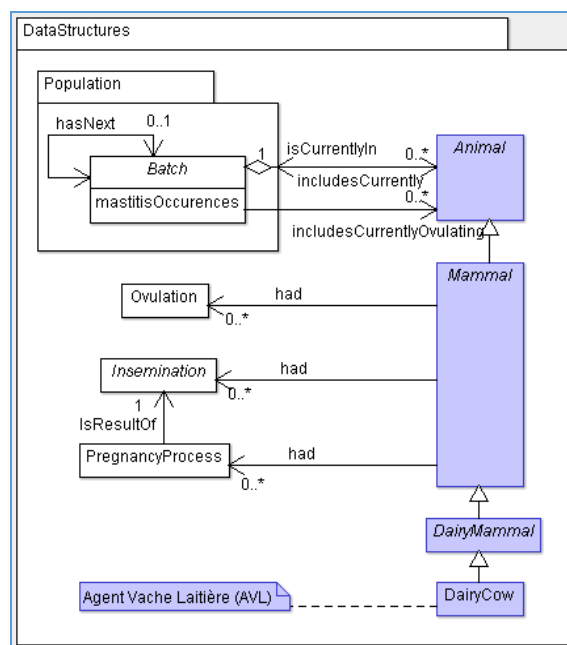 DataStructures
Population
hasNext
0..1
Batch
mastitisOccurences
1
isCurrentlyIn
0..*
includesCurrently
0..*
includesCurrentlyOvulating
Animal
Mammal
Ovulation
had
0..*
Insemination
had
0..*
1
IsResultOf
PregnancyProcess
had
0..*
DairyMammal
Agent Vache Laitière (AVL)
DairyCow